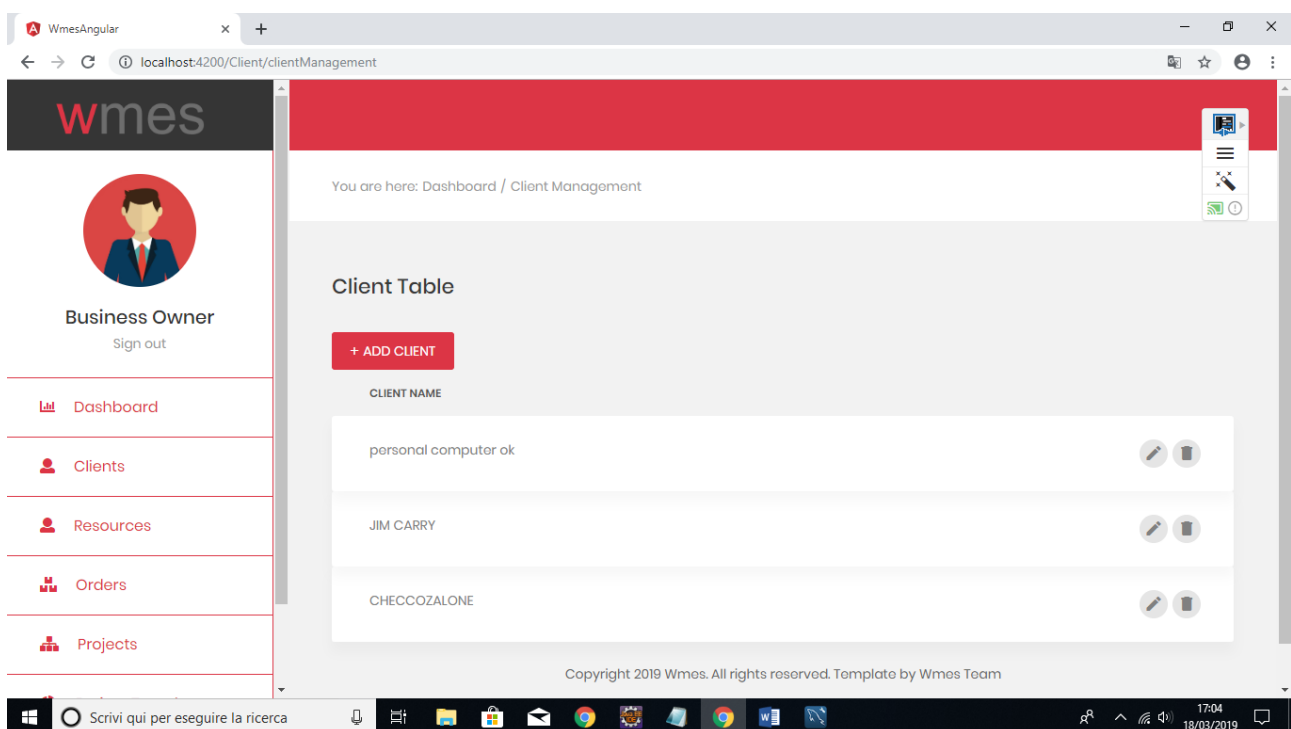 WmesAngular
localhost:4200/Client/clientManagement
wmes
You are here: Dashboard / Client Management
Business Owner
Sign out
Dashboard
Clients
Resources
Orders
Projects
Client Table
+ ADD CLIENT
CLIENT NAME
personal computer ok
JIM CARRY
CHECCOZALONE
Copyright 2019 Wmes. All rights reserved. Template by Wmes Team
Scrivi qui per eseguire la ricerca
17:04
18/03/2019